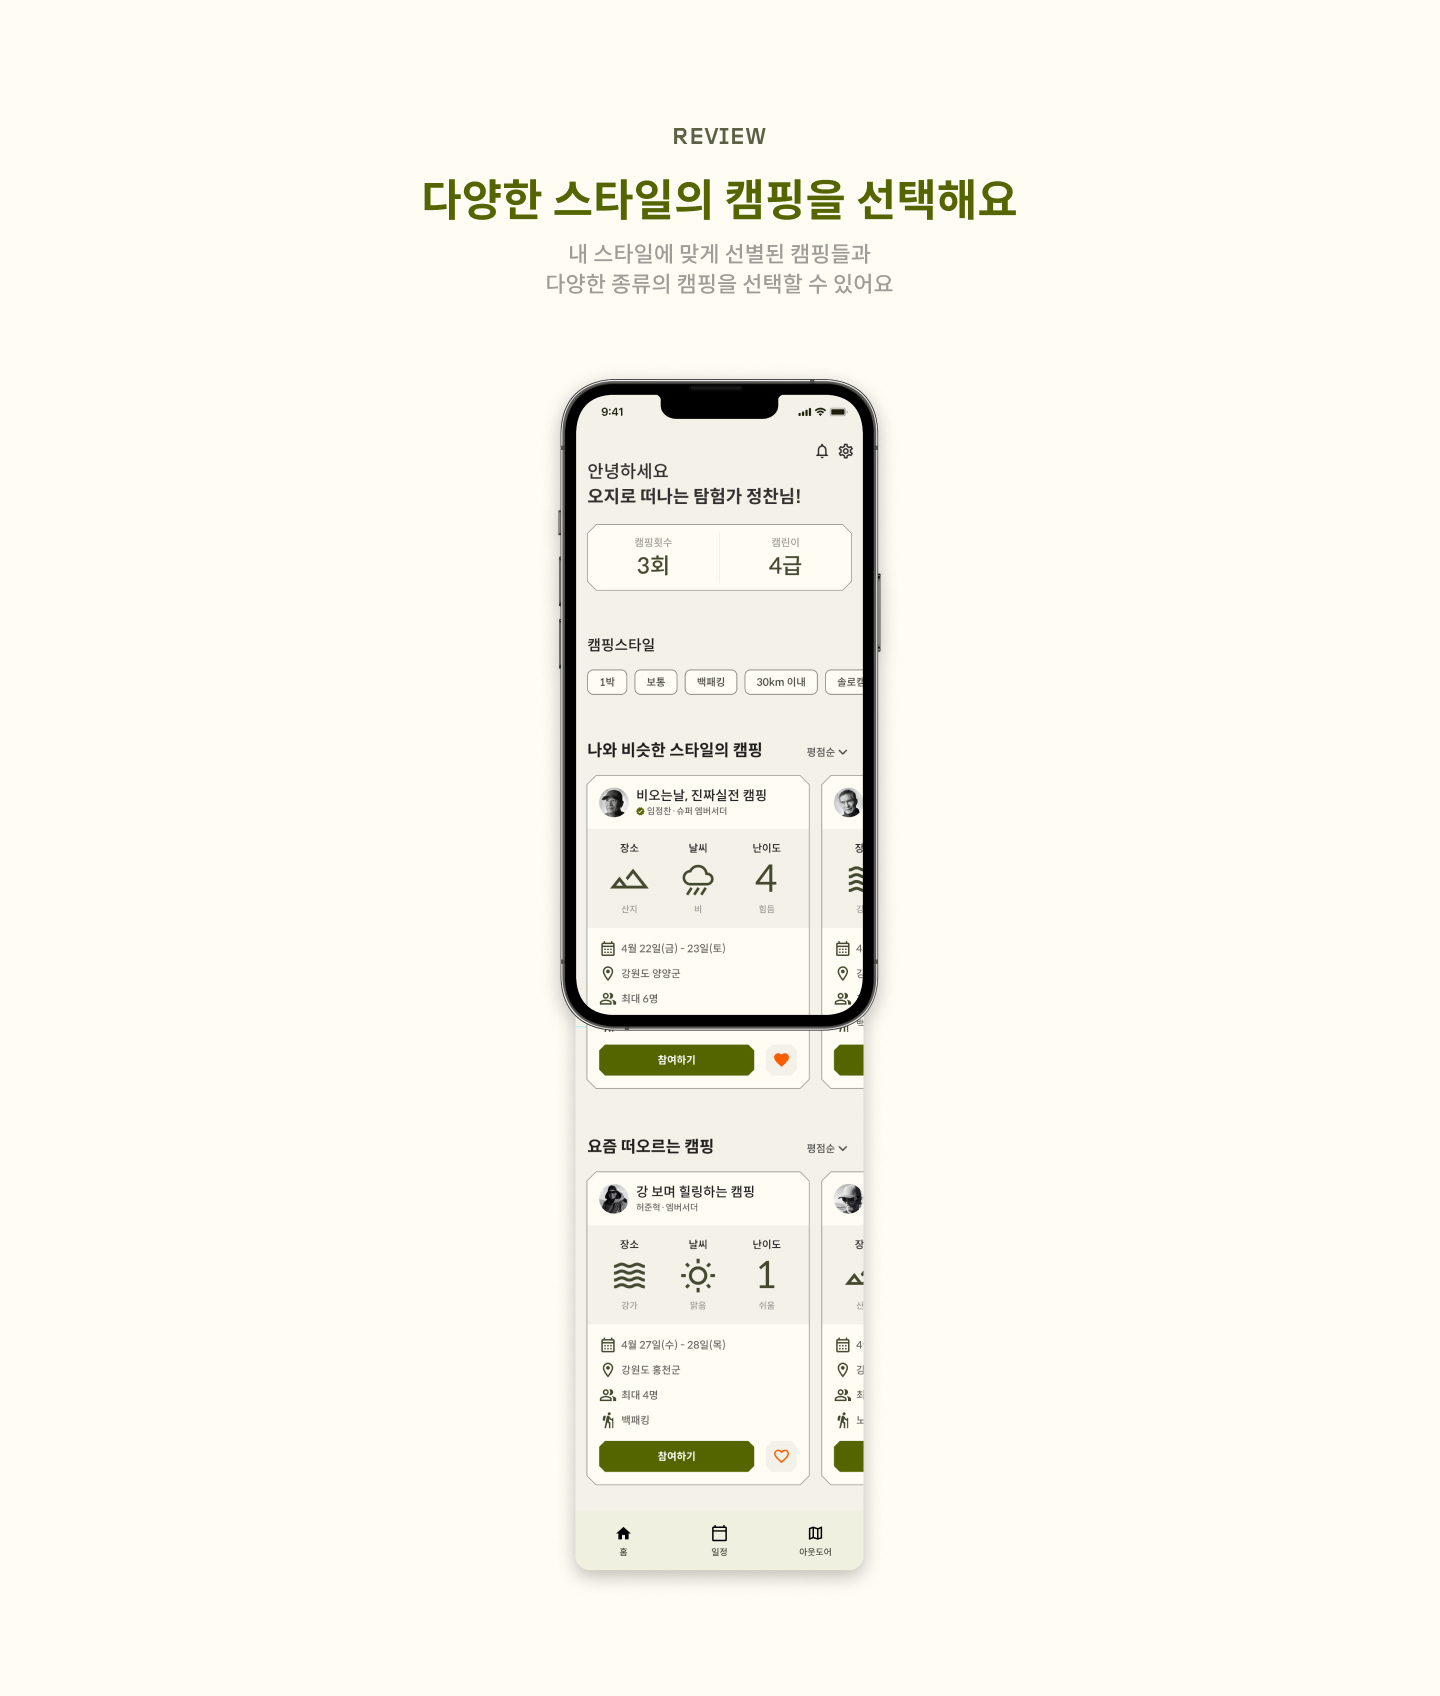 REVIEW
다양한 스타일의 캠핑을 선택해요
내 스타일에 맞게 선별된 캠핑들과
다양한 종류의 캠핑을 선택할 수 있어요
9:41
안녕하세요
오지로 떠나는 탐험가 정찬님!
캠핑횟수 캠린이
3회 4급
캠핑스타일
1박 보통 백패킹 30km 이내 솔로캠
나와 비슷한 스타일의 캠핑 평점순
비오는날, 진짜실전 캠핑
임정찬 · 슈퍼 엠버서더
장소 날씨 난이도
4
산지 비 힘듬
4월 22일(금) - 23일(토) 4
강원도 양양군
최대 6명
참여하기
요즘 떠오르는 캠핑 평점순
강 보며 힐링하는 캠핑
허준혁 · 엠버서더
장소 날씨 난이도 장
1
강가 맑음 쉬움 산
4월 27일(수) - 28일(목) 4
강원도 홍천군 강
최대 4명 최
백패킹 노
참여하기
홈 일정 아웃도어